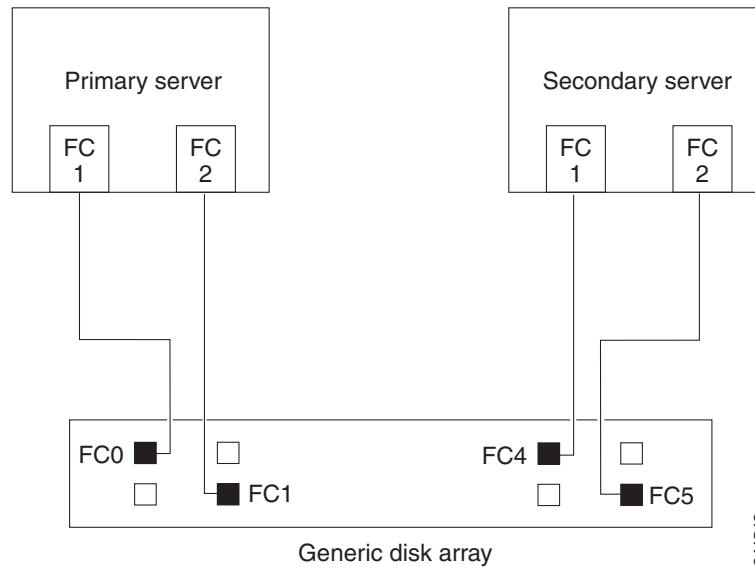 Primary server
Secondary server
FC
1
FC
2
FC
1
FC
2
FC0
FC4
FC1
FC5
Generic disk array